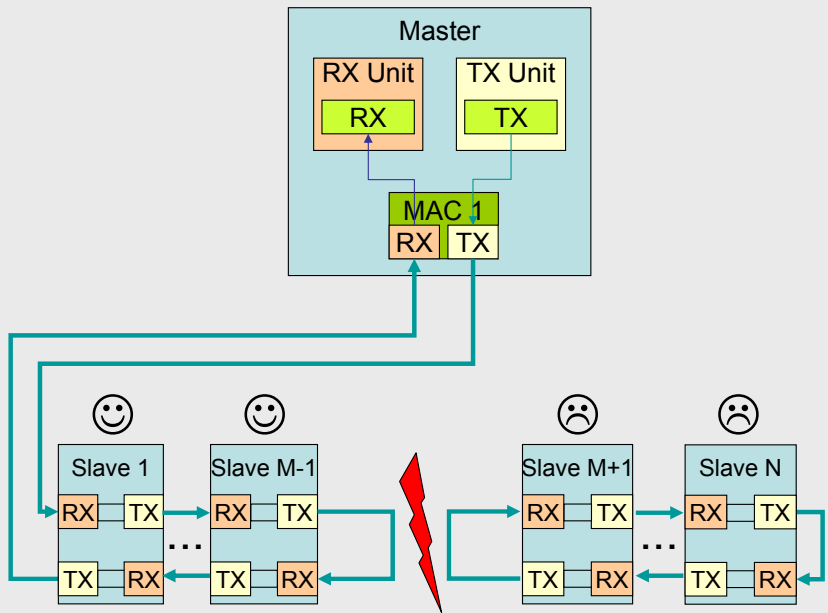 Master
RX Unit
TX Unit
RX
TX
MAC 1
RX
TX
Slave 1
Slave M-1
Slave M+1
Slave N
RX
TX
RX
TX
RX
TX
RX
TX
...
...
TX
RX
TX
RX
TX
RX
TX
RX